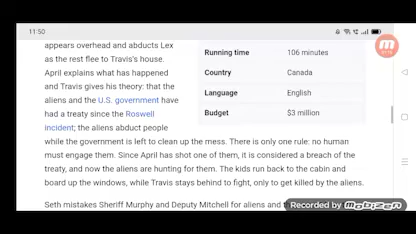 11:50
appears overhead and abducts Lex
as the rest flee to Travis's house.
April explains what has happened
and Travis gives his theory: that the
aliens and the U.S. government have
had a treaty since the Roswell
incident; the aliens abduct people
Running time 106 minutes
Country Canada
Language English
Budget $3 million
while the government is left to clean up the mess. There is only one rule: no human
must engage them. Since April has shot one of them, it is considered a breach of the
treaty, and now the aliens are hunting for them. The kids run back to the cabin and
board up the windows, while Travis stays behind to fight, only to get killed by the aliens.
Seth mistakes Sheriff Murphy and Deputy Mitchell for aliens and
Recorded by mobizen